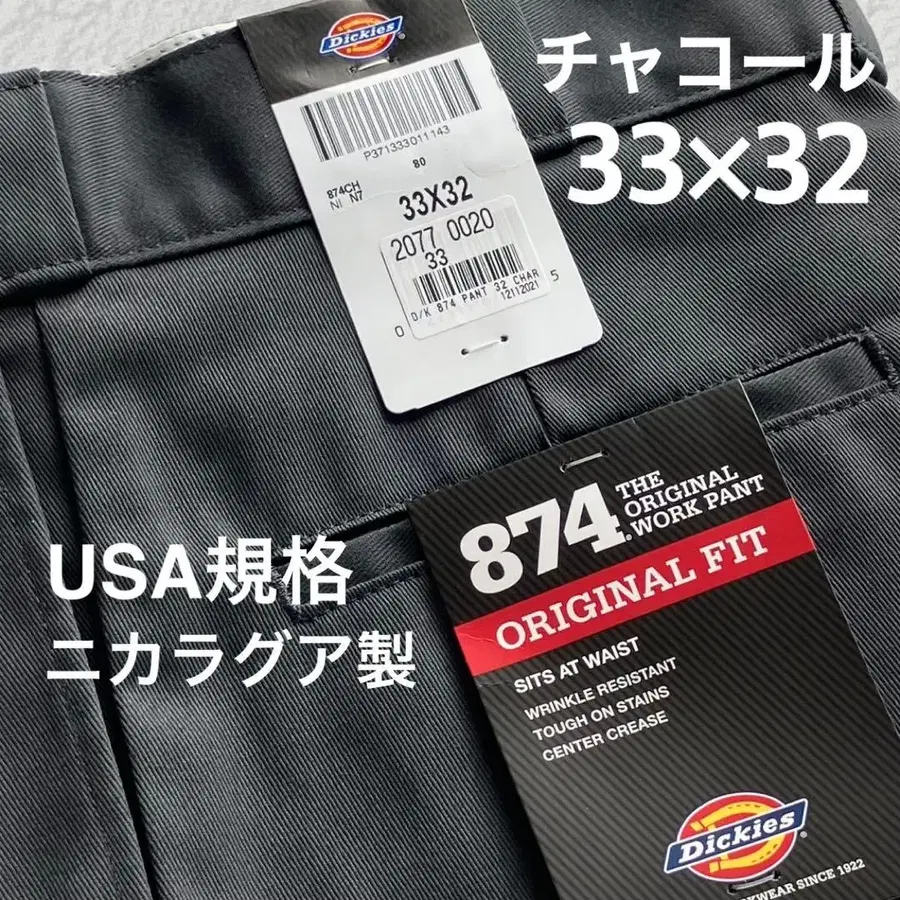 Dickies
チャコール
33×32
P371333011143
80
874CH
NI N7
33X32
2077 0020
33
D/K 874 PANT 32 CHAR
12112021
0
5
874
THE
ORIGINAL
WORK PANT
ORIGINAL FIT
SITS AT WAIST
WRINKLE RESISTANT
TOUGH ON STAINS
CENTER CREASE
USA規格
ニカラグア製
Dickies
WORKWEAR SINCE 1922